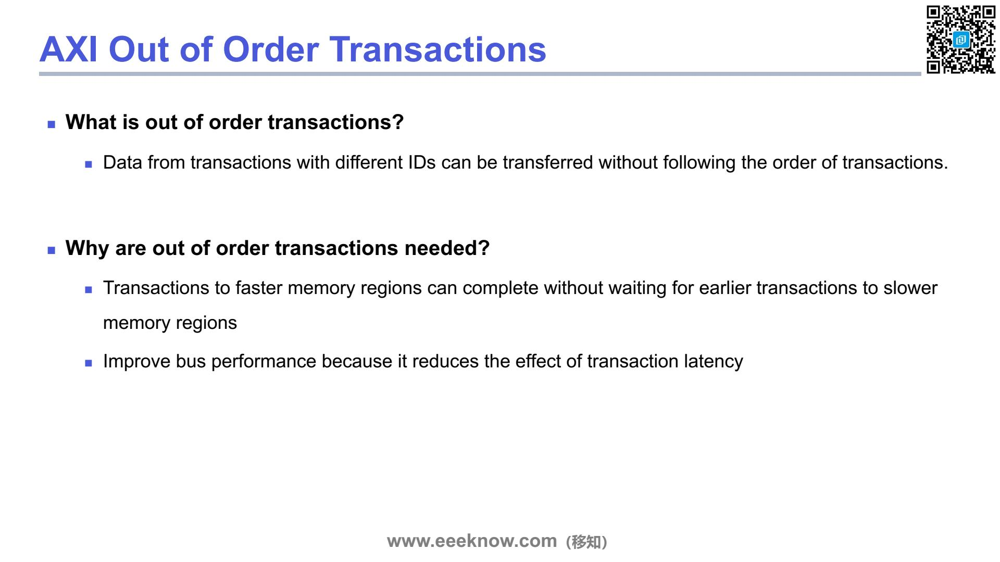 AXI Out of Order Transactions
What is out of order transactions?
Data from transactions with different IDs can be transferred without following the order of transactions.
Why are out of order transactions needed?
Transactions to faster memory regions can complete without waiting for earlier transactions to slower
memory regions
Improve bus performance because it reduces the effect of transaction latency
www.eeeknow.com (移知)